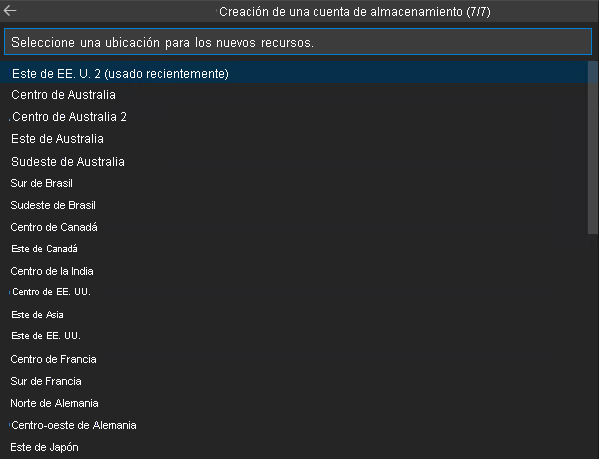 Creación de una cuenta de almacenamiento (7/7)
Seleccione una ubicación para los nuevos recursos.
Este de EE. U. 2 (usado recientemente)
Centro de Australia
Centro de Australia 2
Este de Australia
Sudeste de Australia
Sur de Brasil
Sudeste de Brasil
Centro de Canadá
Este de Canadá
Centro de la India
Centro de EE. UU.
Este de Asia
Este de EE. UU.
Centro de Francia
Sur de Francia
Norte de Alemania
Centro-oeste de Alemania
Este de Japón